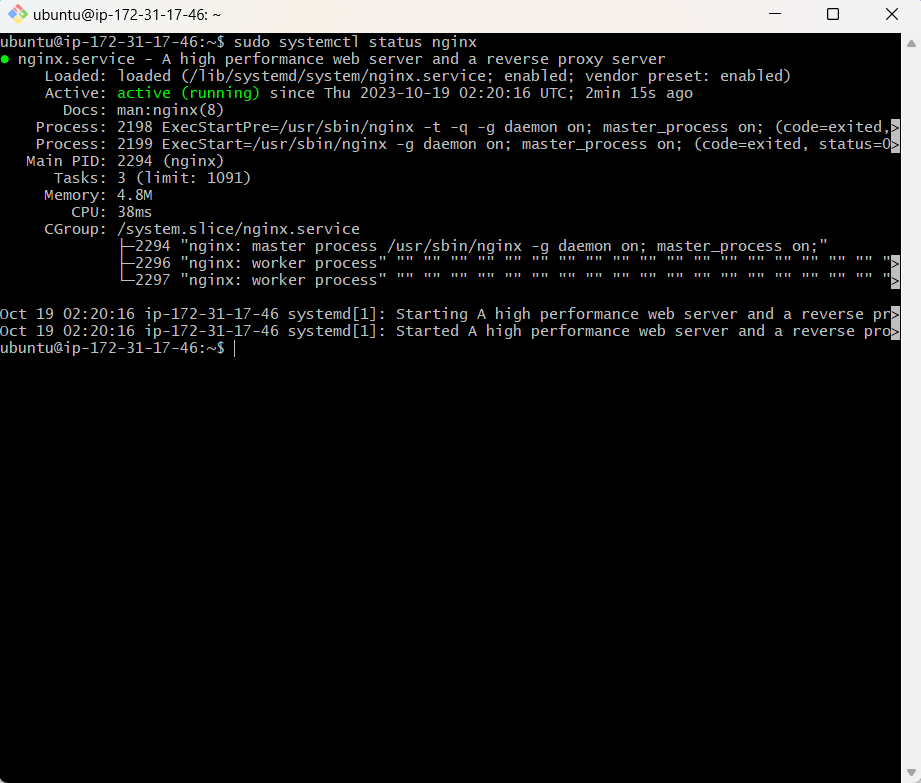 ubuntu@ip-172-31-17-46: ~
ubuntu@ip-172-31-17-46:~$ sudo systemctl status nginx
● nginx.service - A high performance web server and a reverse proxy server
     Loaded: loaded (/lib/systemd/system/nginx.service; enabled; vendor preset: enabled)
     Active: active (running) since Thu 2023-10-19 02:20:16 UTC; 2min 15s ago
       Docs: man:nginx(8)
    Process: 2198 ExecStartPre=/usr/sbin/nginx -t -q -g daemon on; master_process on; (code=exited,>
    Process: 2199 ExecStart=/usr/sbin/nginx -g daemon on; master_process on; (code=exited, status=0>
   Main PID: 2294 (nginx)
      Tasks: 3 (limit: 1091)
     Memory: 4.8M
        CPU: 38ms
     CGroup: /system.slice/nginx.service
             ├─2294 "nginx: master process /usr/sbin/nginx -g daemon on; master_process on;"
             ├─2296 "nginx: worker process" "" "" "" "" "" "" "" "" "" "" "" "" "" "" "" "" "" "" ">
             └─2297 "nginx: worker process" "" "" "" "" "" "" "" "" "" "" "" "" "" "" "" "" "" "" ">
Oct 19 02:20:16 ip-172-31-17-46 systemd[1]: Starting A high performance web server and a reverse pr>
Oct 19 02:20:16 ip-172-31-17-46 systemd[1]: Started A high performance web server and a reverse pro>
ubuntu@ip-172-31-17-46:~$